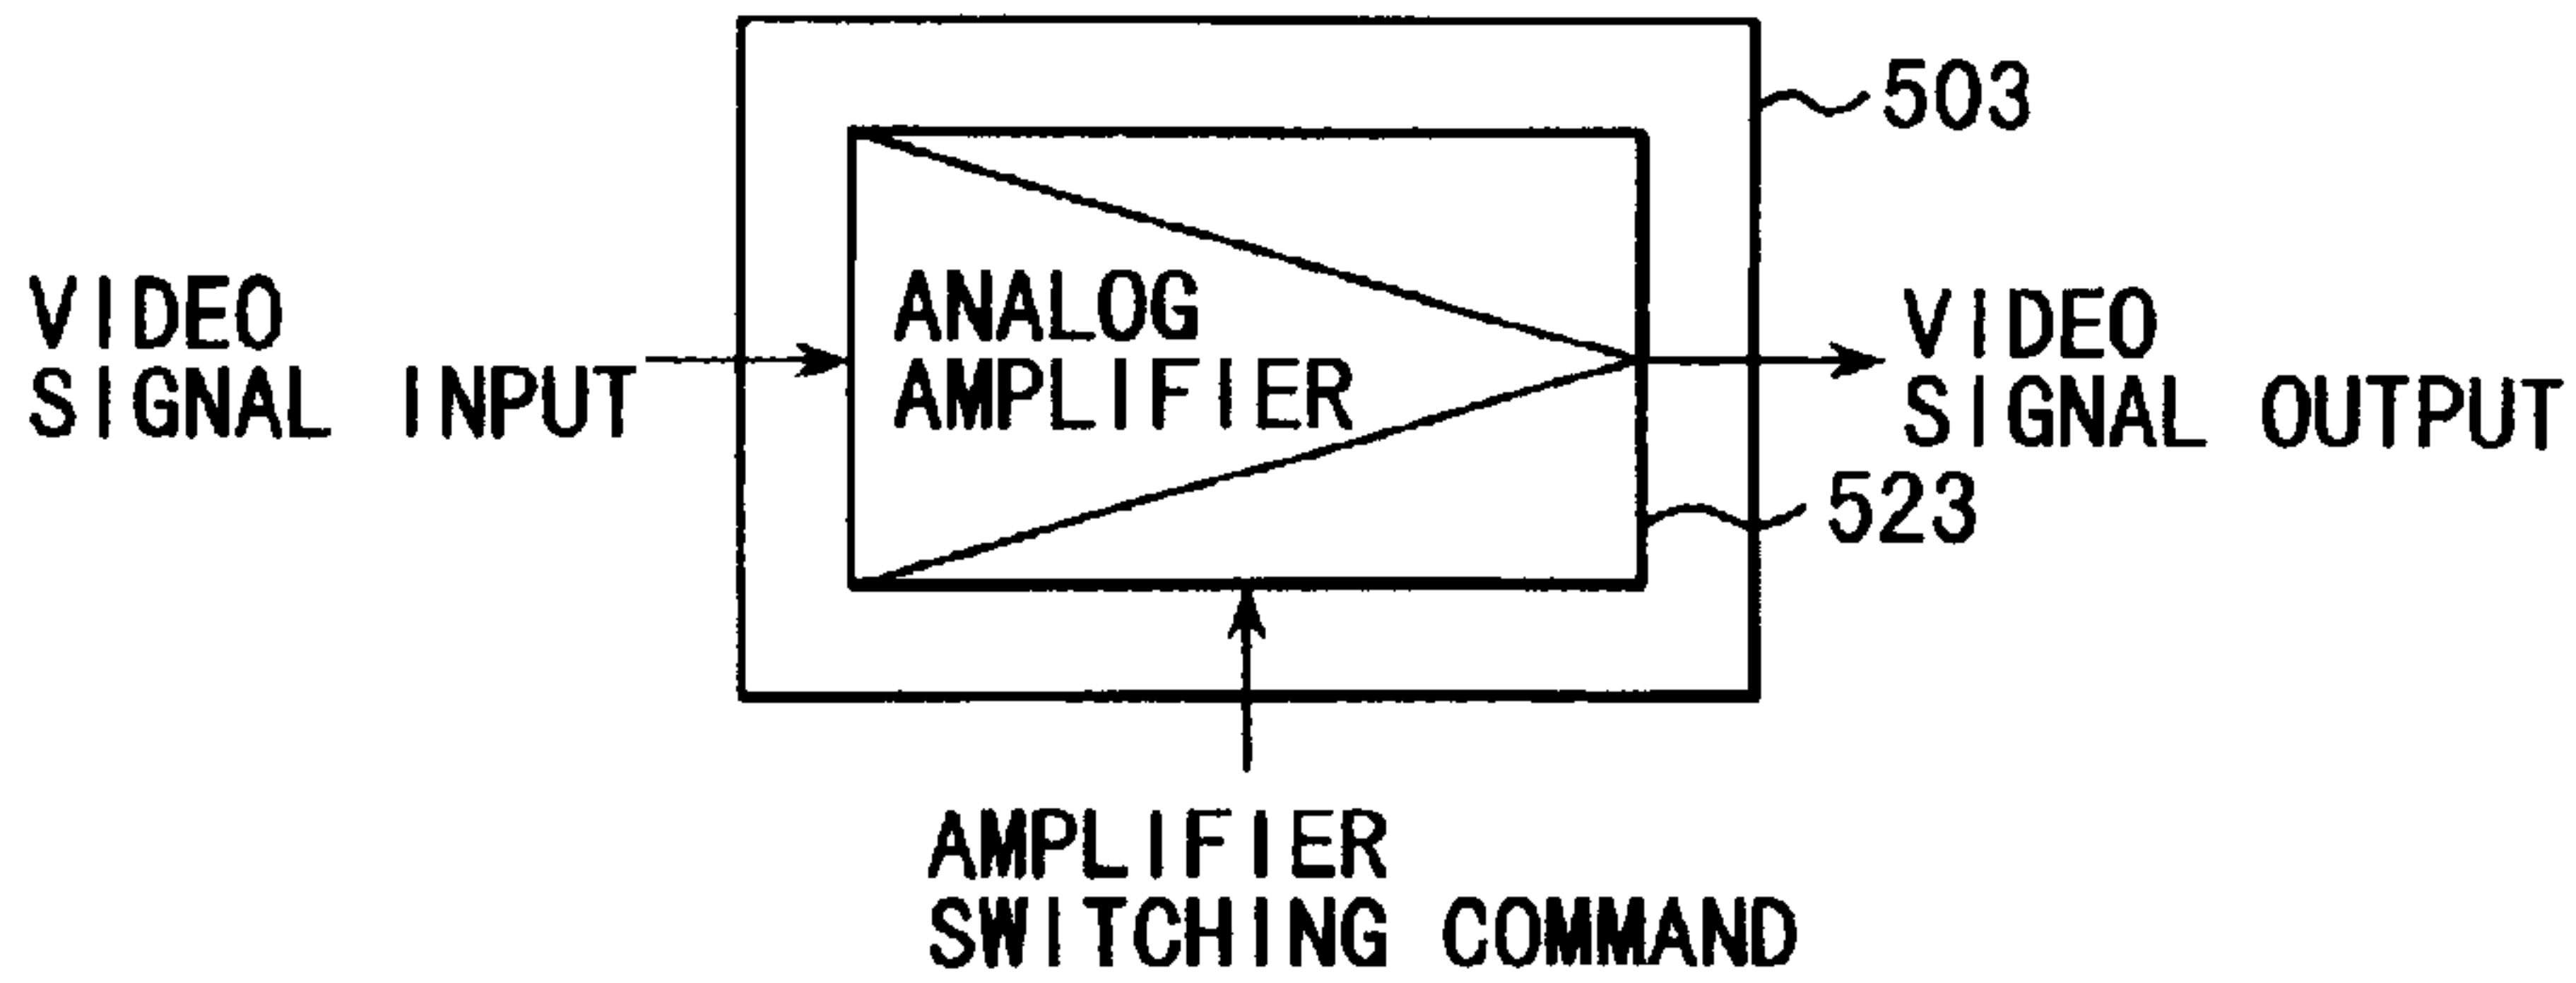 503
VIDEO
SIGNAL INPUT
ANALOG
AMPLIFIER
VIDEO
SIGNAL OUTPUT
523
AMPLIFIER
SWITCHING COMMAND